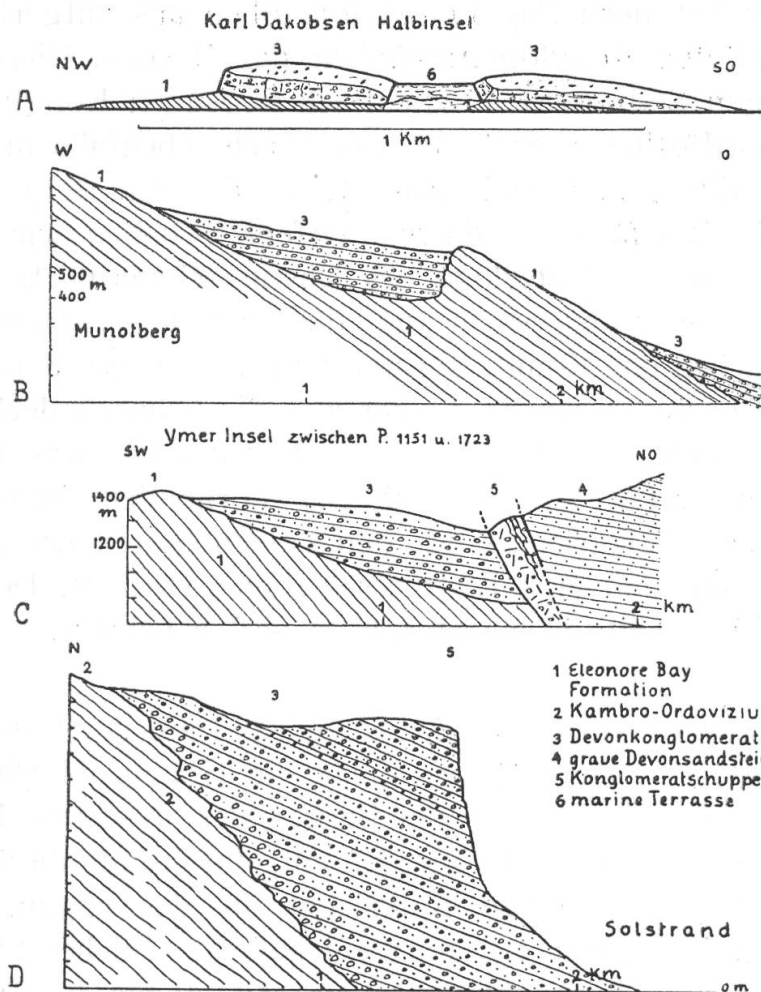 Karl Jakobsen Halbinsel
NW 1 3 6 3 SO
A
1 Km
W O
1
3
1
500 m
400
3
Munotberg 1
B
1 2 Km
Ymer Insel zwischen P. 1151 u. 1723
SW NO
1 3 5 4
1400
m
1200
1
C
1 2 Km
N S
2 3
1 Eleonore Bay
Formation
2 Kambro-Ordoviziu
3 Devonkonglomerat
4 graue Devonsandstei
5 Konglomeratschuppe
6 marine Terrasse
2
Solstrand
D
1 2 Km
0 m